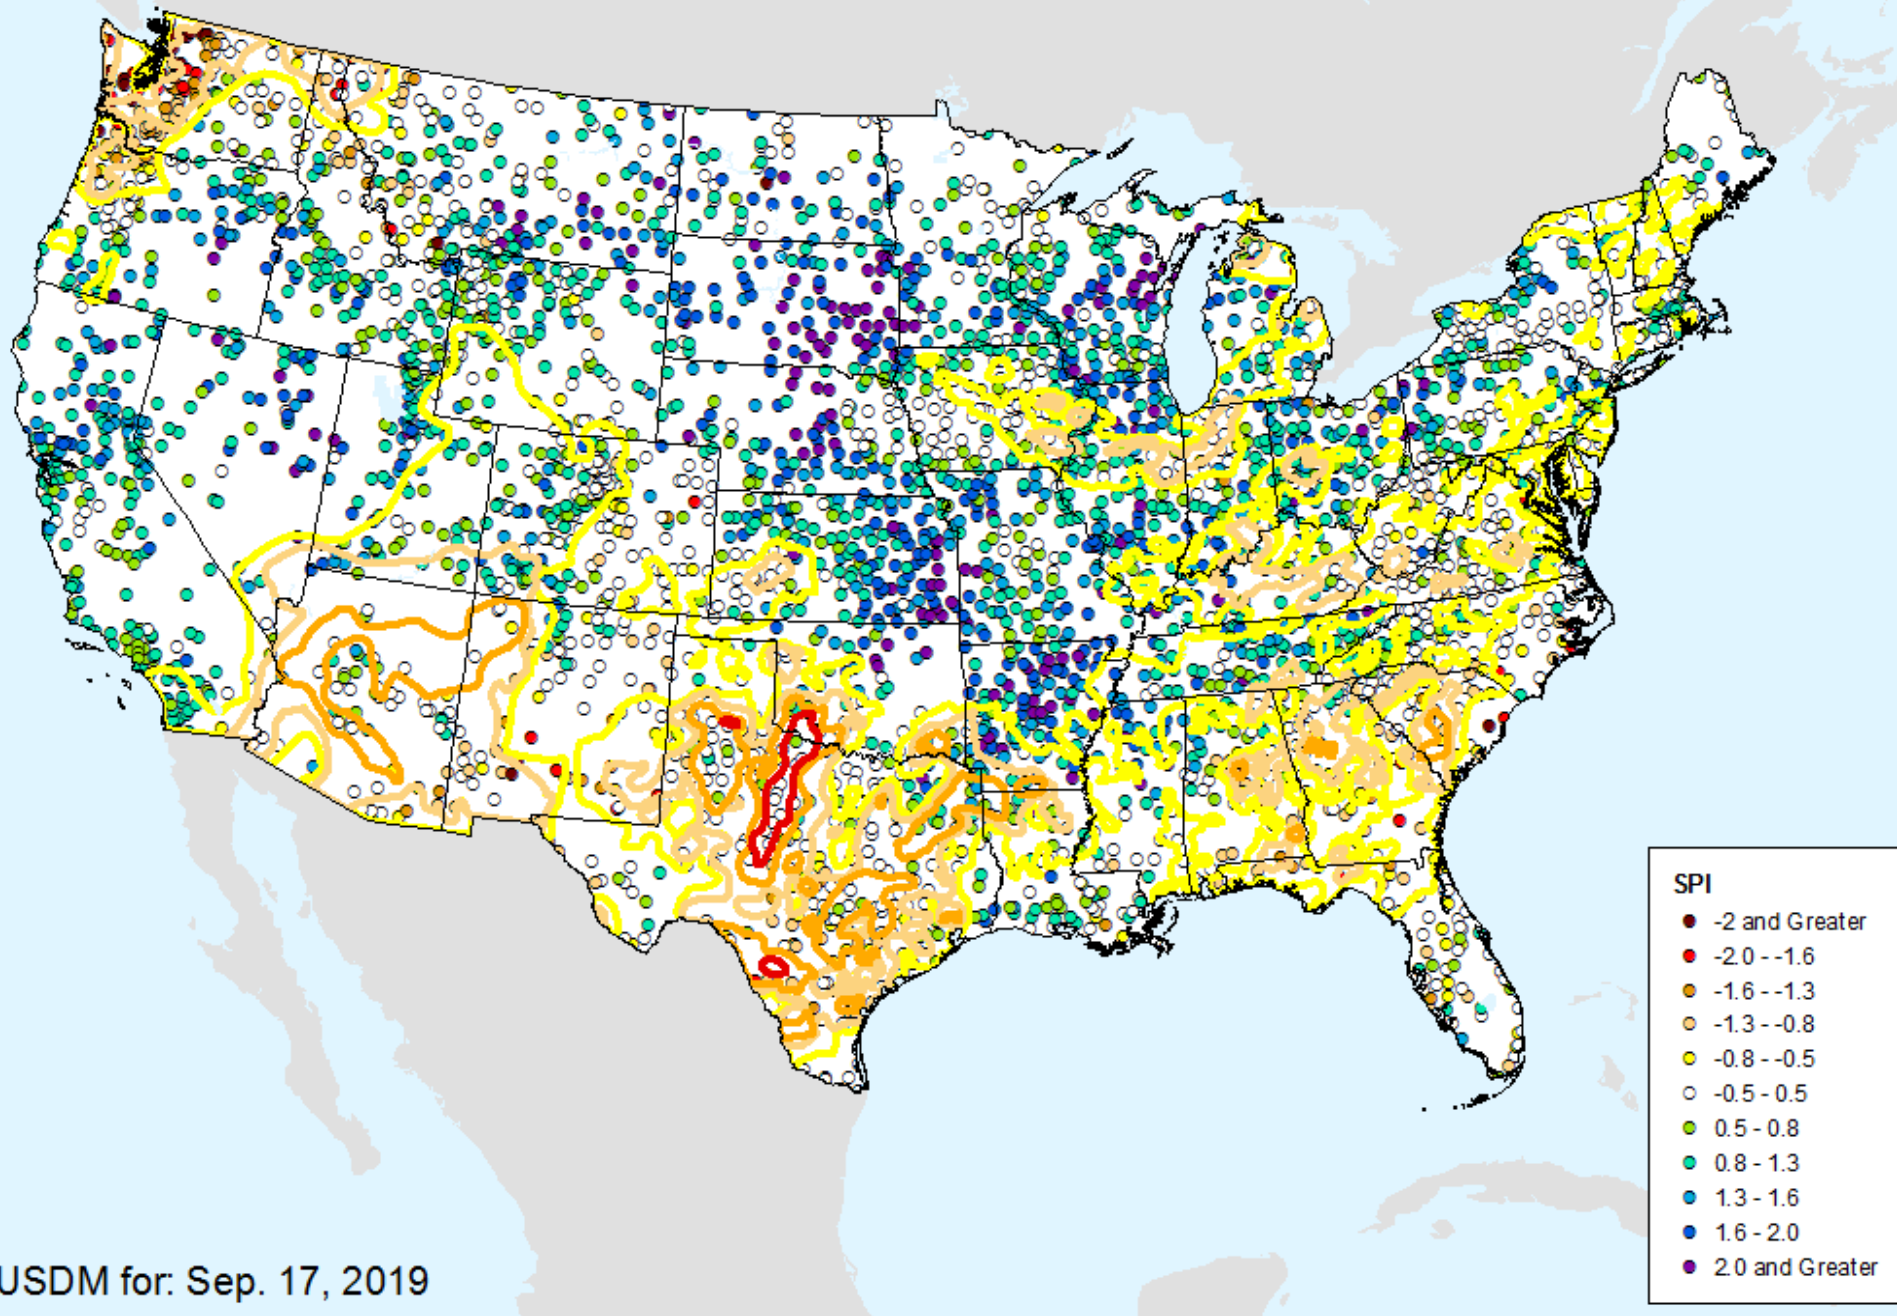 SPI
-2 and Greater
-2.0 - -1.6
-1.6 - -1.3
-1.3 - -0.8
-0.8 - -0.5
-0.5 - 0.5
0.5 - 0.8
0.8 - 1.3
1.3 - 1.6
1.6 - 2.0
2.0 and Greater
USDM for: Sep. 17, 2019